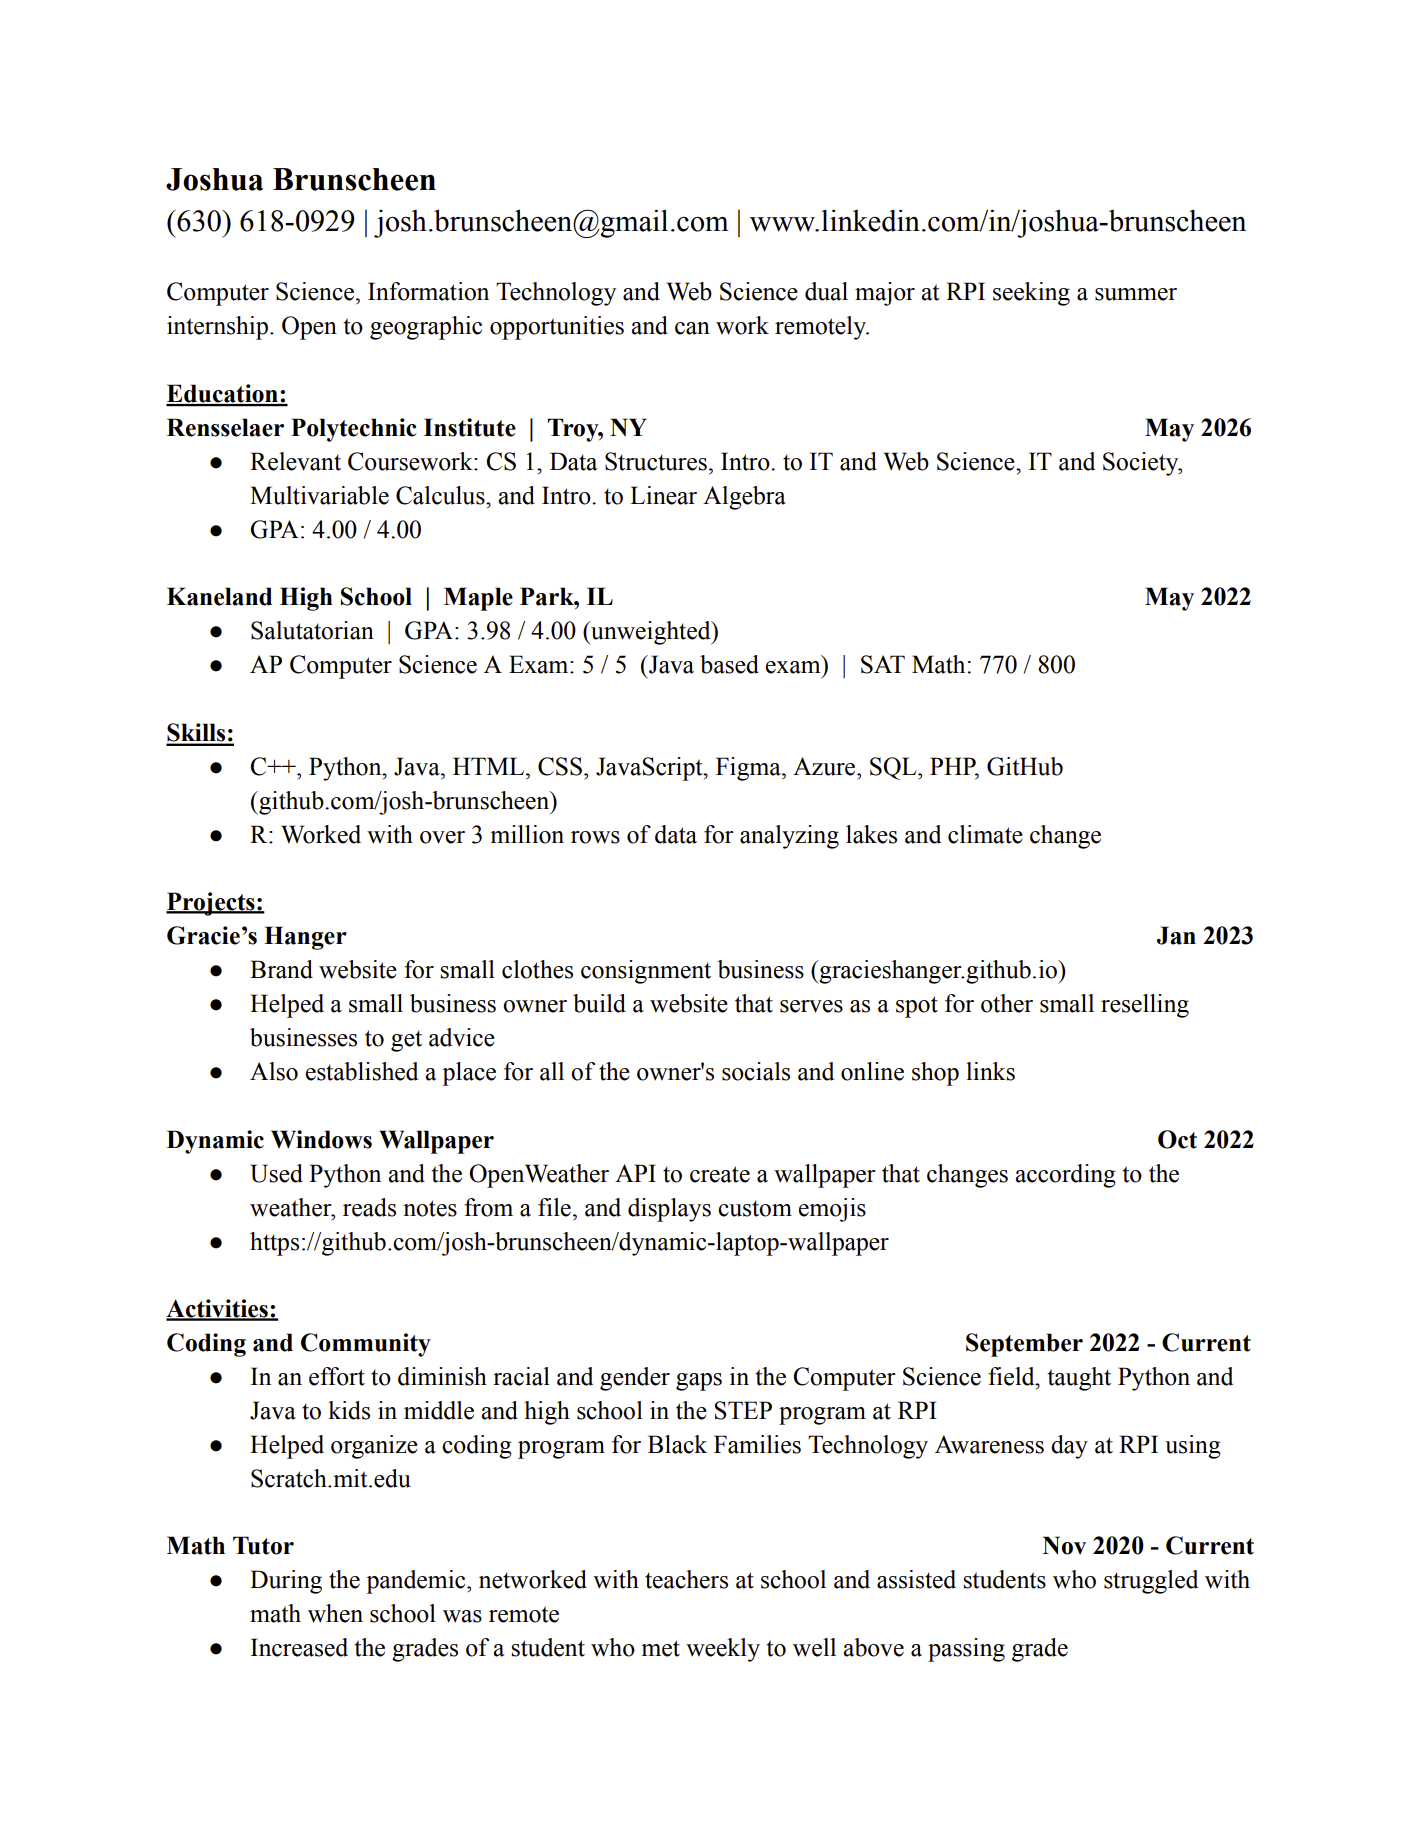 Joshua Brunscheen
(630) 618-0929 | josh.brunscheen@gmail.com | www.linkedin.com/in/joshua-brunscheen
Computer Science, Information Technology and Web Science dual major at RPI seeking a summer
internship. Open to geographic opportunities and can work remotely.
Education:
Rensselaer Polytechnic Institute | Troy, NY May 2026
● Relevant Coursework: CS 1, Data Structures, Intro. to IT and Web Science, IT and Society,
Multivariable Calculus, and Intro. to Linear Algebra
● GPA: 4.00 / 4.00
Kaneland High School | Maple Park, IL May 2022
● Salutatorian | GPA: 3.98 / 4.00 (unweighted)
● AP Computer Science A Exam: 5 / 5 (Java based exam) | SAT Math: 770 / 800
Skills:
● C++, Python, Java, HTML, CSS, JavaScript, Figma, Azure, SQL, PHP, GitHub
(github.com/josh-brunscheen)
● R: Worked with over 3 million rows of data for analyzing lakes and climate change
Projects:
Gracie’s Hanger Jan 2023
● Brand website for small clothes consignment business (gracieshanger.github.io)
● Helped a small business owner build a website that serves as a spot for other small reselling
businesses to get advice
● Also established a place for all of the owner's socials and online shop links
Dynamic Windows Wallpaper Oct 2022
● Used Python and the OpenWeather API to create a wallpaper that changes according to the
weather, reads notes from a file, and displays custom emojis
● https://github.com/josh-brunscheen/dynamic-laptop-wallpaper
Activities:
Coding and Community September 2022 - Current
● In an effort to diminish racial and gender gaps in the Computer Science field, taught Python and
Java to kids in middle and high school in the STEP program at RPI
● Helped organize a coding program for Black Families Technology Awareness day at RPI using
Scratch.mit.edu
Math Tutor Nov 2020 - Current
● During the pandemic, networked with teachers at school and assisted students who struggled with
math when school was remote
● Increased the grades of a student who met weekly to well above a passing grade